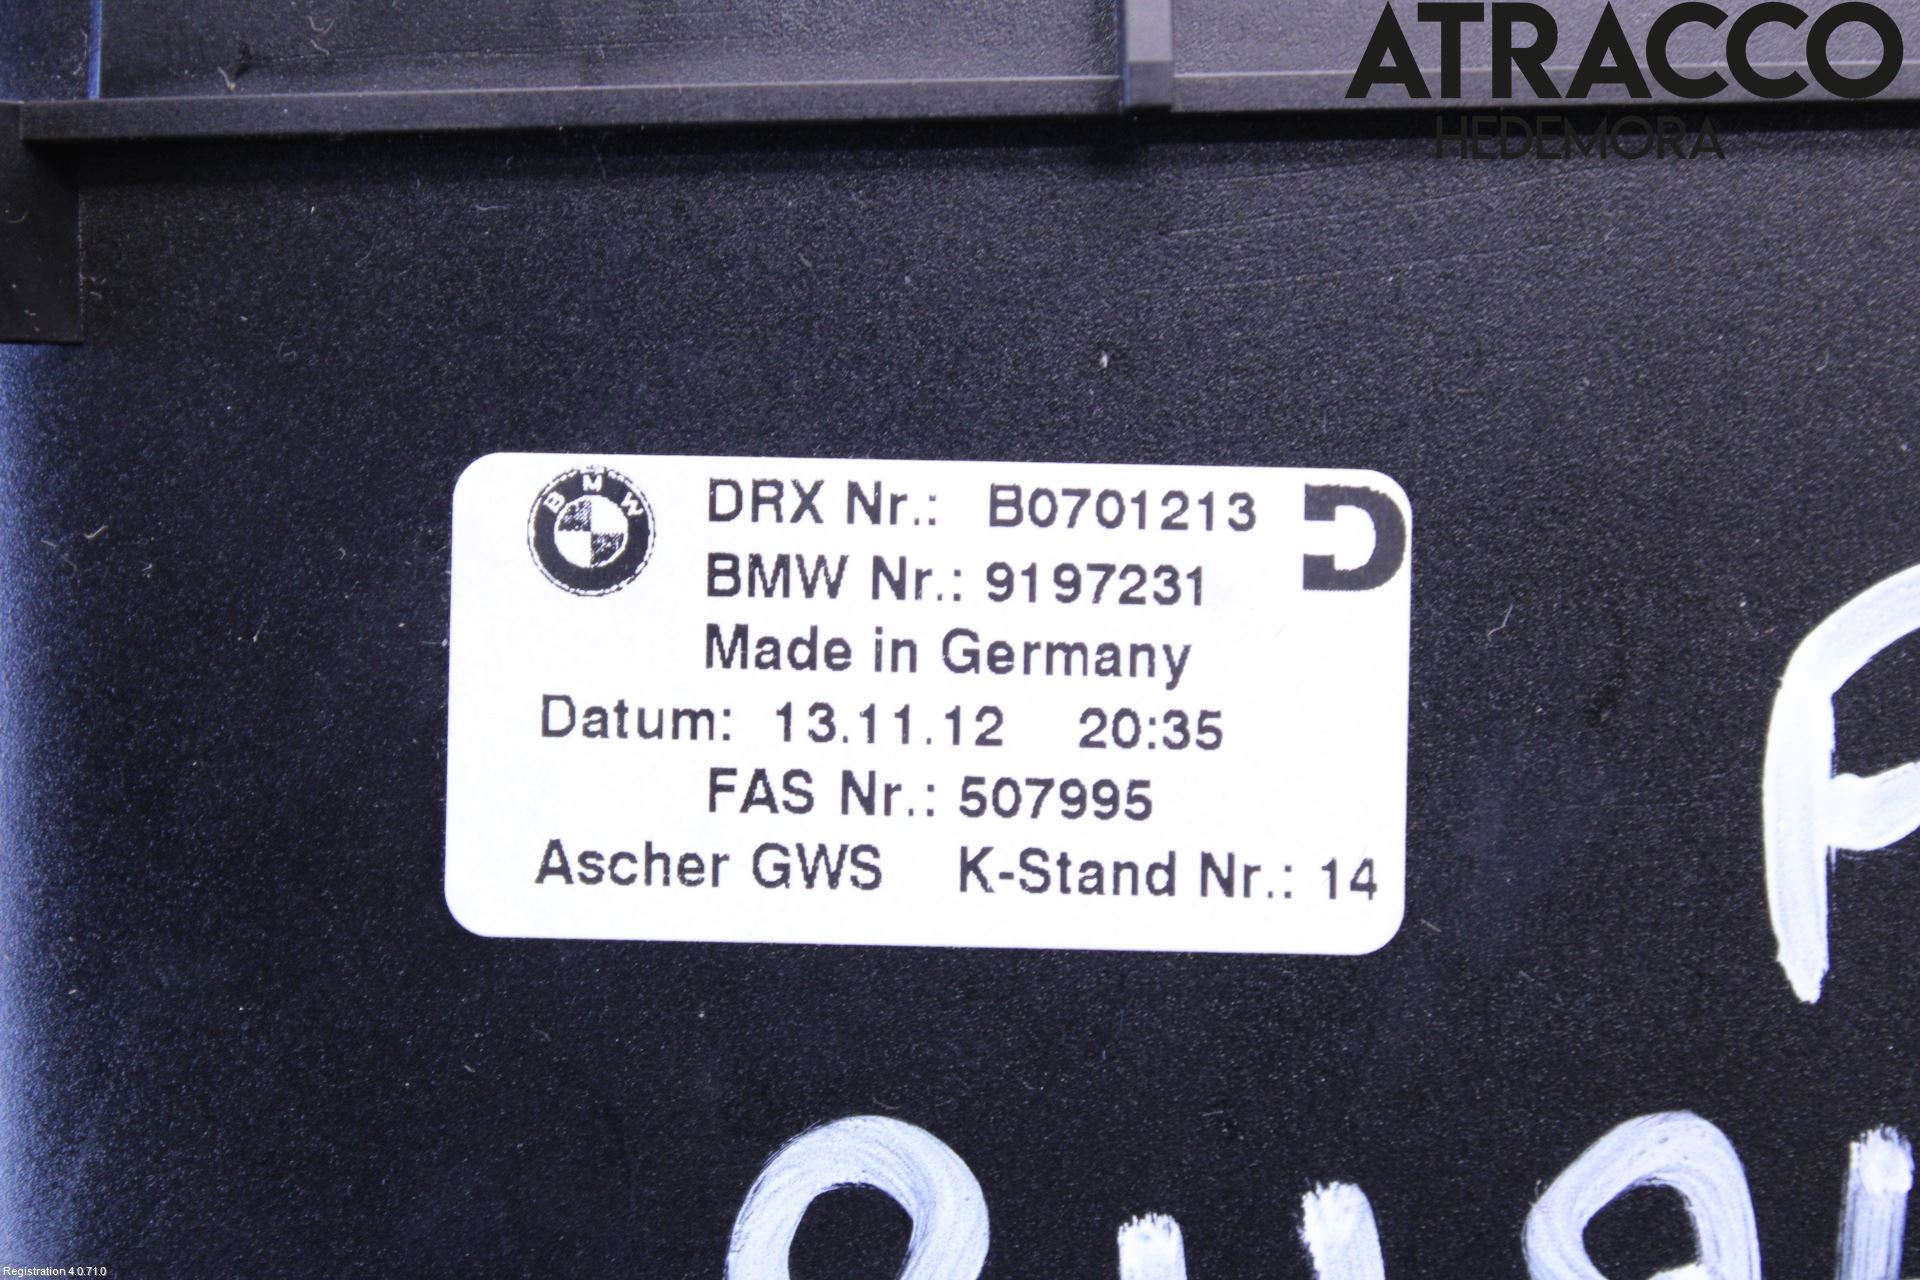 ATRACCO
HEDEMORA
BMW
DRX Nr.: B0701213
BMW Nr.: 9197231
Made in Germany
Datum: 13.11.12 20:35
FAS Nr.: 507995
Ascher GWS K-Stand Nr.: 14
Registration 4.0.71.0